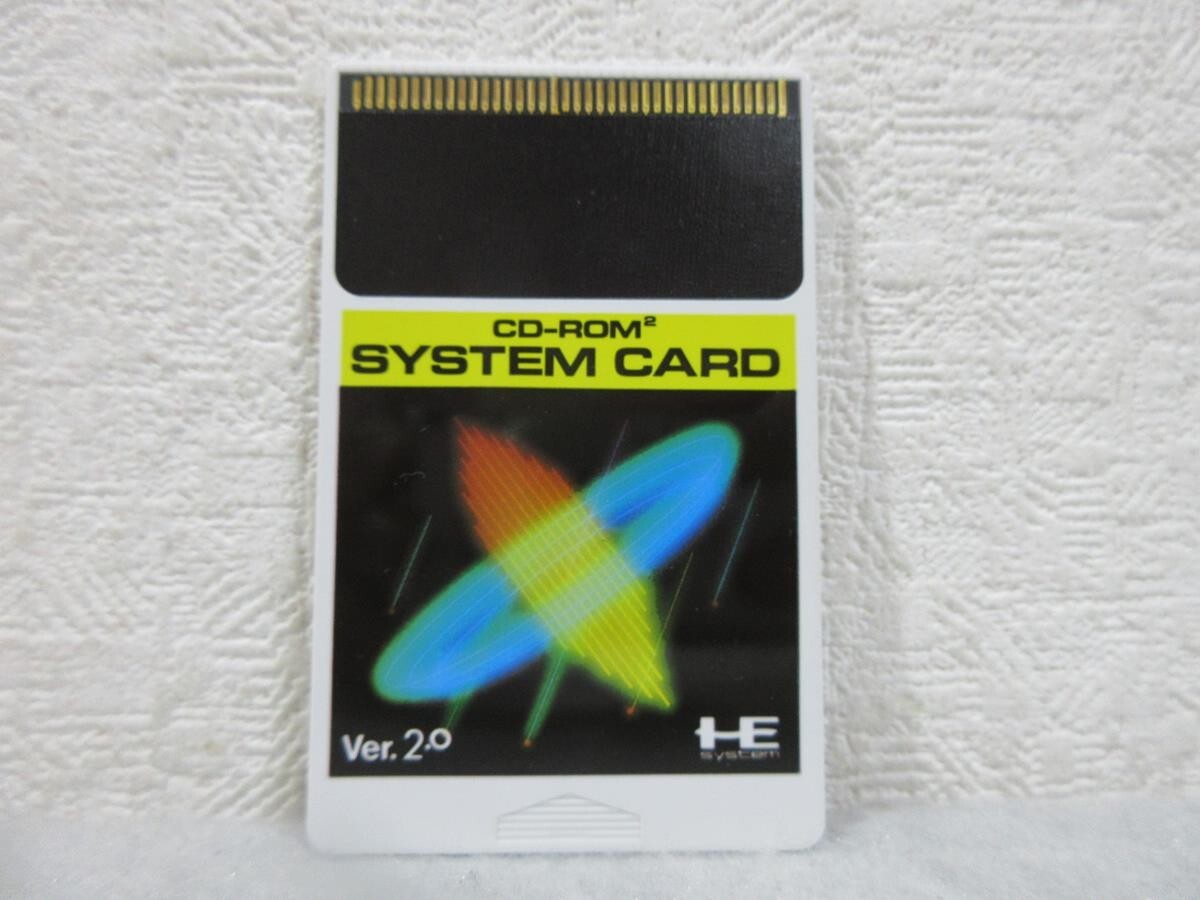 CD-ROM²
SYSTEM CARD
Ver. 2.0
HE
system